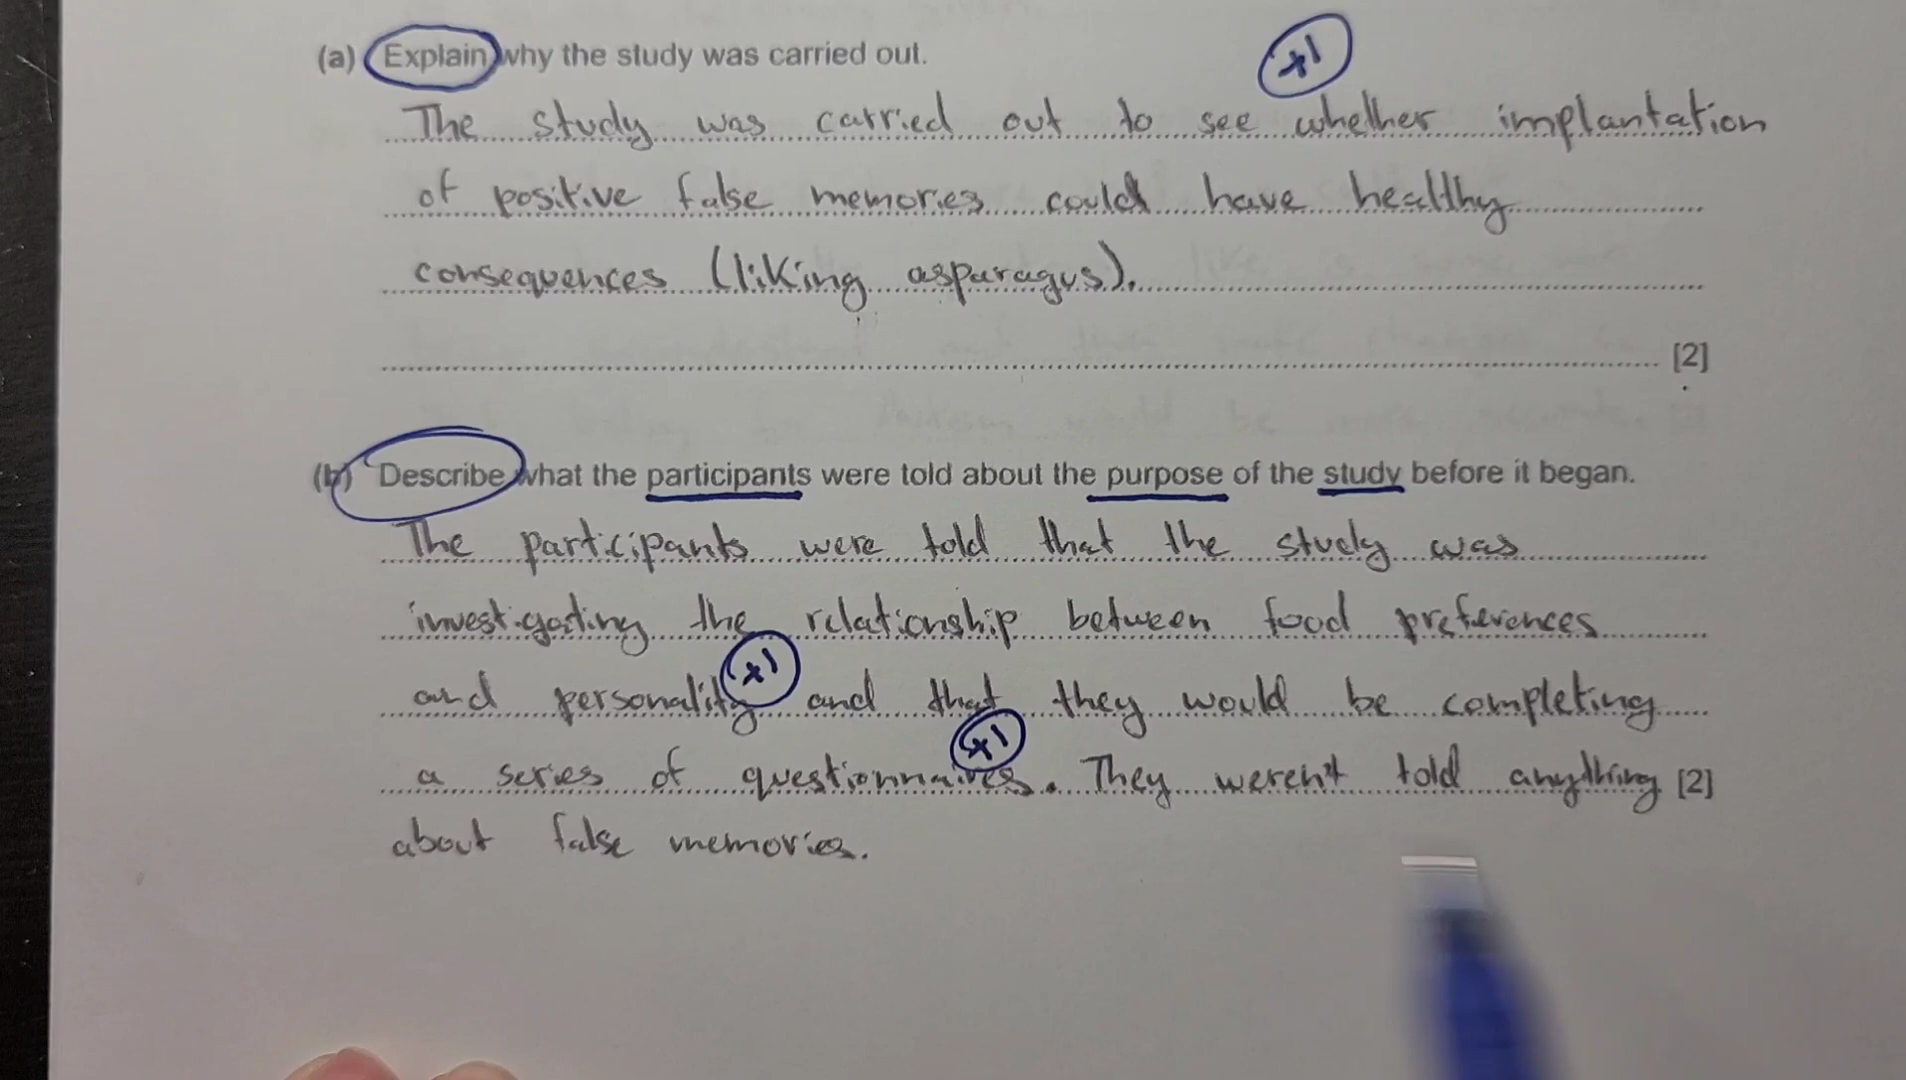 (a) Explain why the study was carried out.
+1
The study was carried out to see whether implantation
of positive false memories could have healthy
consequences (liking asparagus).
[2]
(b) Describe what the participants were told about the purpose of the study before it began.
The participants were told that the study was
investigating the relationship between food preferences
+1
and personality and that they would be completing
+1
a series of questionnaires. They weren't told anything [2]
about false memories.